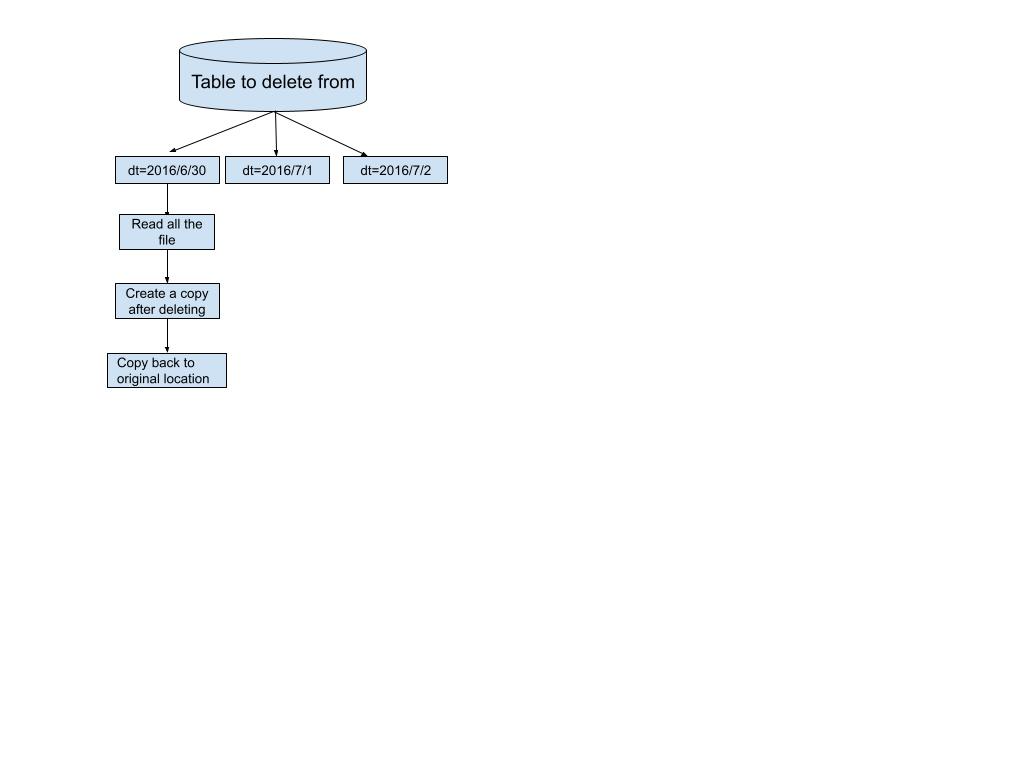 Table to delete from
dt=2016/6/30
dt=2016/7/1
dt=2016/7/2
Read all the
file
Create a copy
after deleting
Copy back to
original location